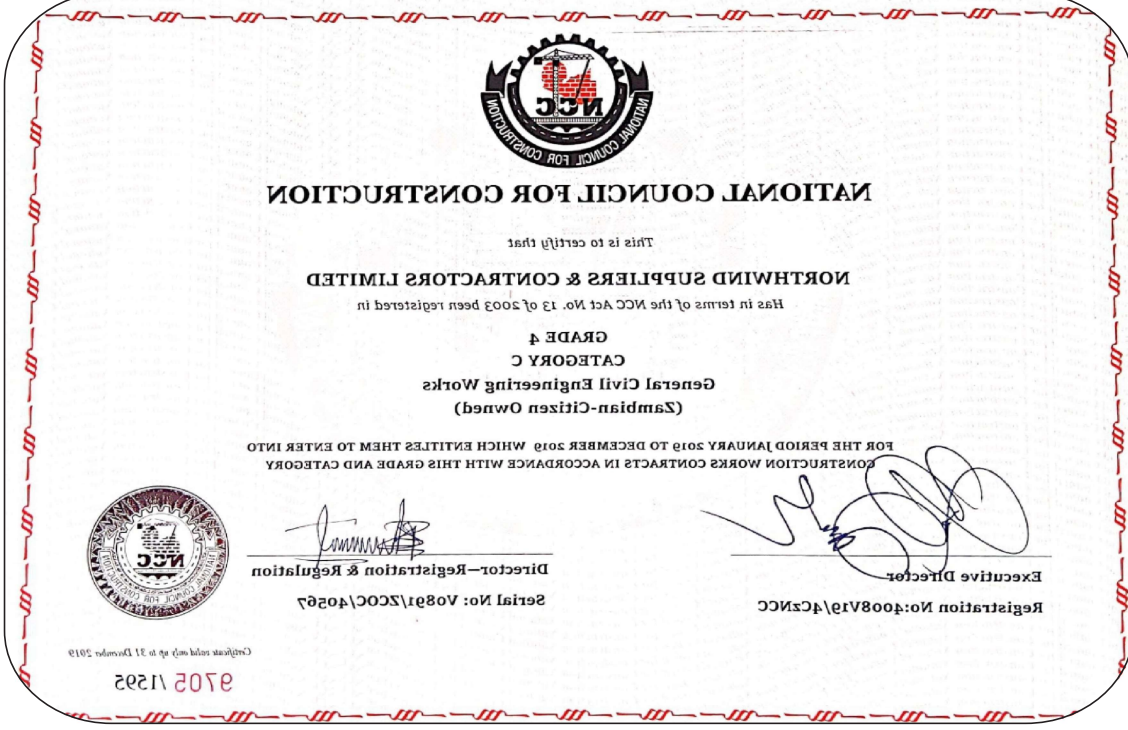 NCC
NATIONAL COUNCIL FOR CONSTRUCTION
NATIONAL COUNCIL FOR CONSTRUCTION
This is to certify that
NORTHWIND SUPPLIERS & CONTRACTORS LIMITED
Has in terms of the NCC Act No. 13 of 2003 been registered in
GRADE 4
CATEGORY C
General Civil Engineering Works
(Zambian-Citizen Owned)
FOR THE PERIOD JANUARY 2019 TO DECEMBER 2019 WHICH ENTITLES THEM TO ENTER INTO
CONSTRUCTION WORKS CONTRACTS IN ACCORDANCE WITH THIS GRADE AND CATEGORY
Executive Director
Registration No:4008V19/4CzNCC
Director—Registration & Regulation
Serial No: V0891/ZCOC/40567
NCC
NATIONAL COUNCIL FOR CONSTRUCTION
Certificate valid only up to 31 December 2019
9705 /1595